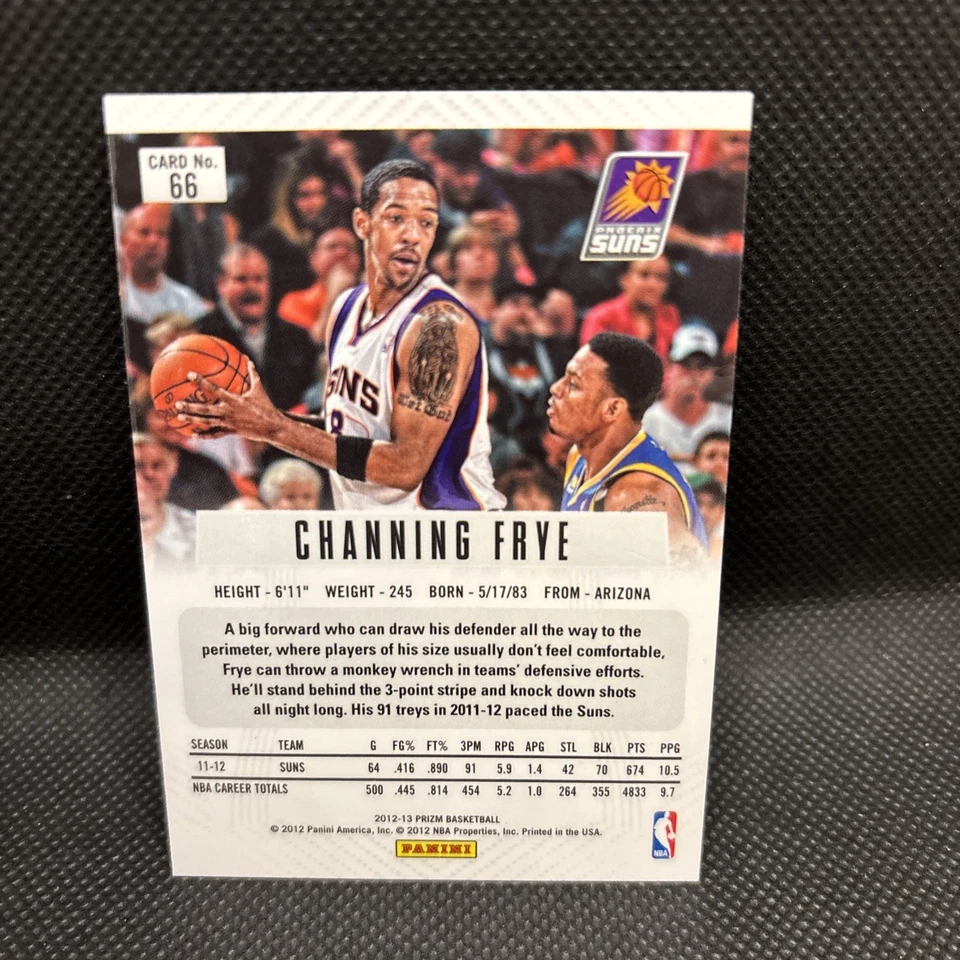 CARD No.
66
PHOENIX
SUNS
SUNS
8
CHANNING FRYE
HEIGHT - 6'11" WEIGHT - 245 BORN - 5/17/83 FROM - ARIZONA
A big forward who can draw his defender all the way to the
perimeter, where players of his size usually don't feel comfortable,
Frye can throw a monkey wrench in teams' defensive efforts.
He'll stand behind the 3-point stripe and knock down shots
all night long. His 91 treys in 2011-12 paced the Suns.
SEASON TEAM G FG% FT% 3PM RPG APG STL BLK PTS PPG
11-12 SUNS 64 .416 .890 91 5.9 1.4 42 70 674 10.5
NBA CAREER TOTALS 500 .445 .814 454 5.2 1.0 264 355 4833 9.7
2012-13 PRIZM BASKETBALL
© 2012 Panini America, Inc. © 2012 NBA Properties, Inc. Printed in the USA.
PANINI
NBA